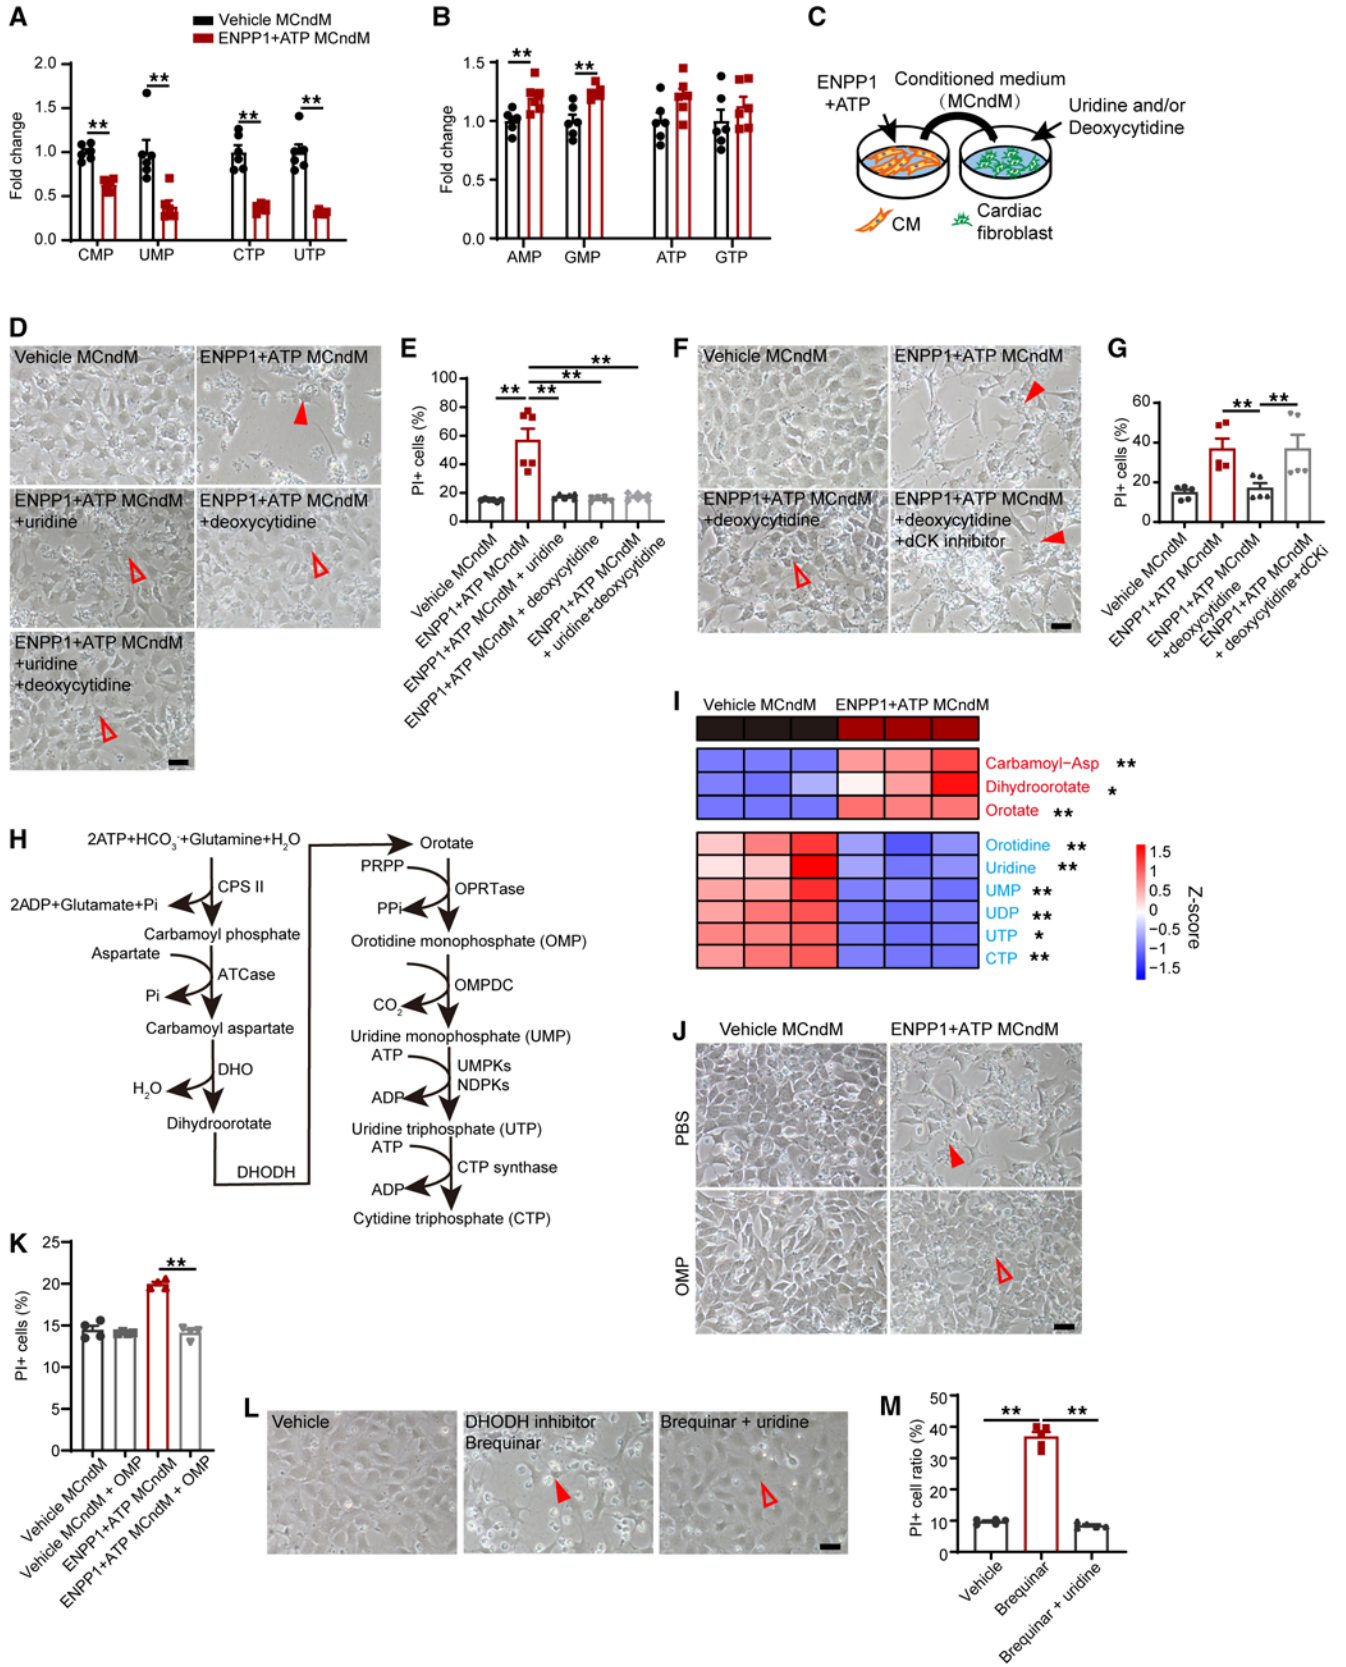 A
Vehicle MCndM
ENPP1+ATP MCndM
Fold change
2.0
1.5
1.0
0.5
0.0
**
**
**
**
CMP
UMP
CTP
UTP
B
Fold change
1.5
1.0
0.5
0.0
**
**
AMP
GMP
ATP
GTP
C
ENPP1
+ATP
Conditioned medium
(MCndM)
Uridine and/or
Deoxycytidine
CM
Cardiac
fibroblast
D
Vehicle MCndM
ENPP1+ATP MCndM
ENPP1+ATP MCndM
+uridine
ENPP1+ATP MCndM
+deoxycytidine
ENPP1+ATP MCndM
+uridine
+deoxycytidine
E
PI+ cells (%)
100
80
60
40
20
0
**
**
**
**
Vehicle MCndM
ENPP1+ATP MCndM
ENPP1+ATP MCndM + uridine
ENPP1+ATP MCndM + deoxycytidine
ENPP1+ATP MCndM
+ uridine+deoxycytidine
F
Vehicle MCndM
ENPP1+ATP MCndM
ENPP1+ATP MCndM
+deoxycytidine
ENPP1+ATP MCndM
+deoxycytidine
+dCK inhibitor
G
PI+ cells (%)
60
40
20
0
**
**
Vehicle MCndM
ENPP1+ATP MCndM
ENPP1+ATP MCndM
+deoxycytidine
ENPP1+ATP MCndM
+ deoxycytidine+dCKi
H
2ATP+HCO3-+Glutamine+H2O
CPS II
2ADP+Glutamate+Pi
Carbamoyl phosphate
Aspartate
ATCase
Pi
Carbamoyl aspartate
DHO
H2O
Dihydroorotate
DHODH
Orotate
PRPP
OPRTase
PPi
Orotidine monophosphate (OMP)
OMPDC
CO2
Uridine monophosphate (UMP)
ATP
UMPKs
NDPKs
ADP
Uridine triphosphate (UTP)
ATP
CTP synthase
ADP
Cytidine triphosphate (CTP)
I
Vehicle MCndM
ENPP1+ATP MCndM
Carbamoyl−Asp **
Dihydroorotate *
Orotate **
Orotidine **
Uridine **
UMP **
UDP **
UTP *
CTP **
1.5
1
0.5
0
−0.5
−1
−1.5
Z-score
J
Vehicle MCndM
ENPP1+ATP MCndM
PBS
OMP
K
PI+ cells (%)
25
20
15
10
5
0
**
Vehicle MCndM
Vehicle MCndM + OMP
ENPP1+ATP MCndM
ENPP1+ATP MCndM + OMP
L
Vehicle
DHODH inhibitor
Brequinar
Brequinar + uridine
M
PI+ cell ratio (%)
50
40
30
20
10
0
**
**
Vehicle
Brequinar
Brequinar + uridine